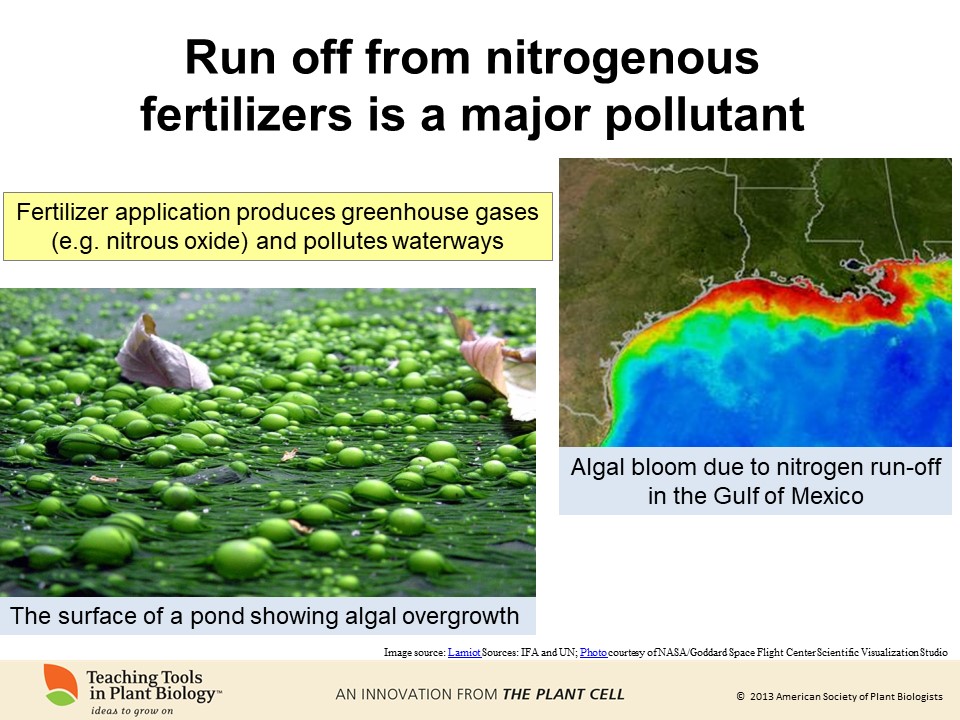 Run off from nitrogenous
fertilizers is a major pollutant
Fertilizer application produces greenhouse gases
(e.g. nitrous oxide) and pollutes waterways
Algal bloom due to nitrogen run-off
in the Gulf of Mexico
The surface of a pond showing algal overgrowth
Image source: Lamiot Sources: IFA and UN; Photo courtesy of NASA/Goddard Space Flight Center Scientific Visualization Studio
Teaching Tools
in Plant Biology™
ideas to grow on
AN INNOVATION FROM THE PLANT CELL
© 2013 American Society of Plant Biologists